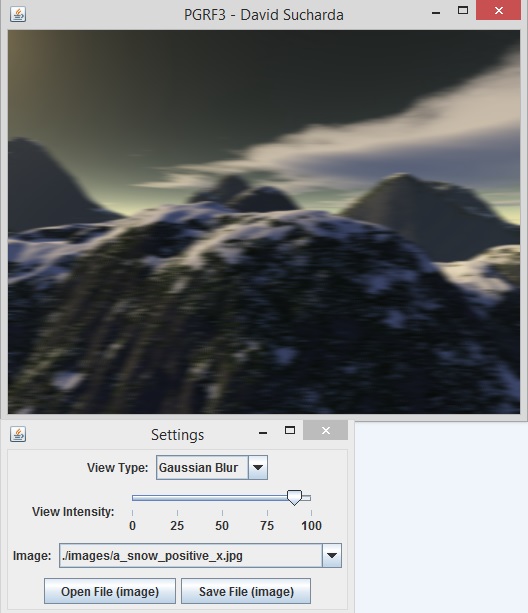 PGRF3 - David Sucharda
Settings
View Type: Gaussian Blur
View Intensity:
0 25 50 75 100
Image: ./images/a_snow_positive_x.jpg
Open File (image) Save File (image)